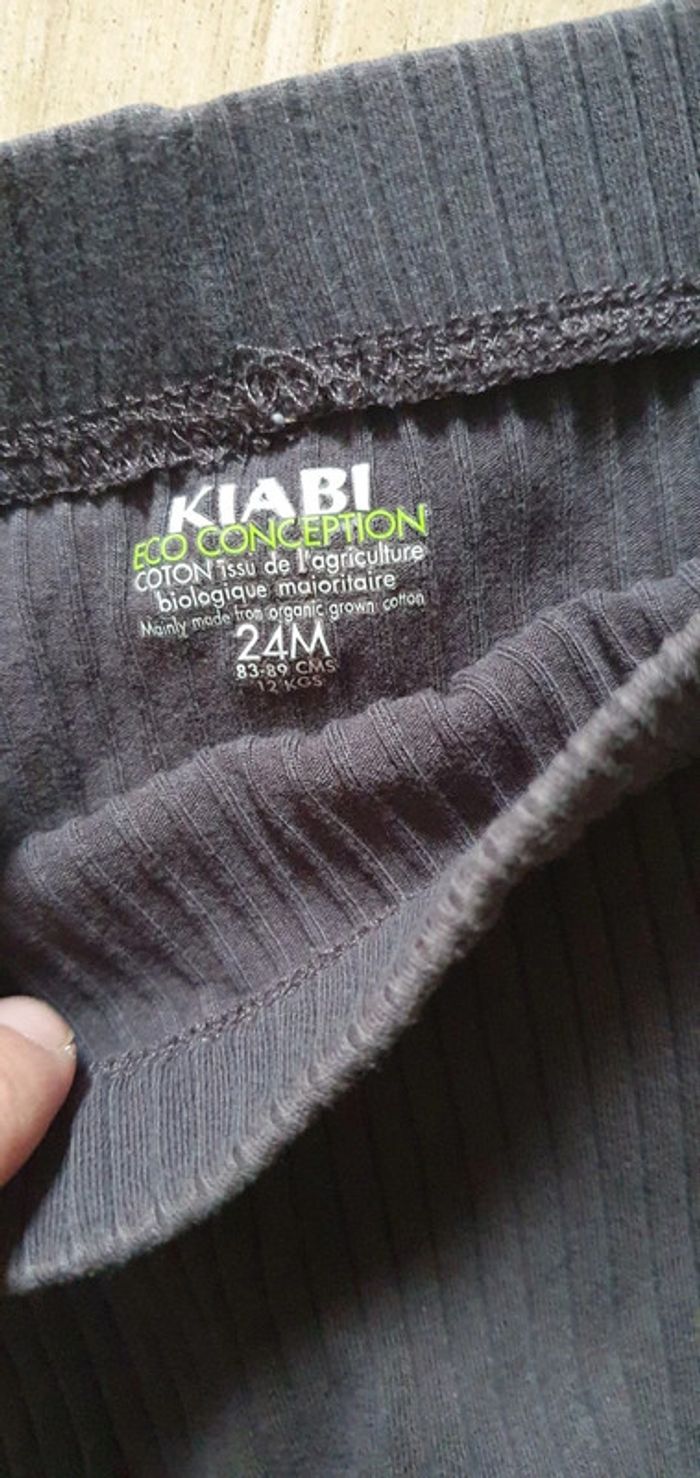 KIABI
ECO CONCEPTION
COTON issu de l'agriculture
biologique majoritaire
Mainly made from organic grown cotton
24M
83-89 CMS
12 KGS